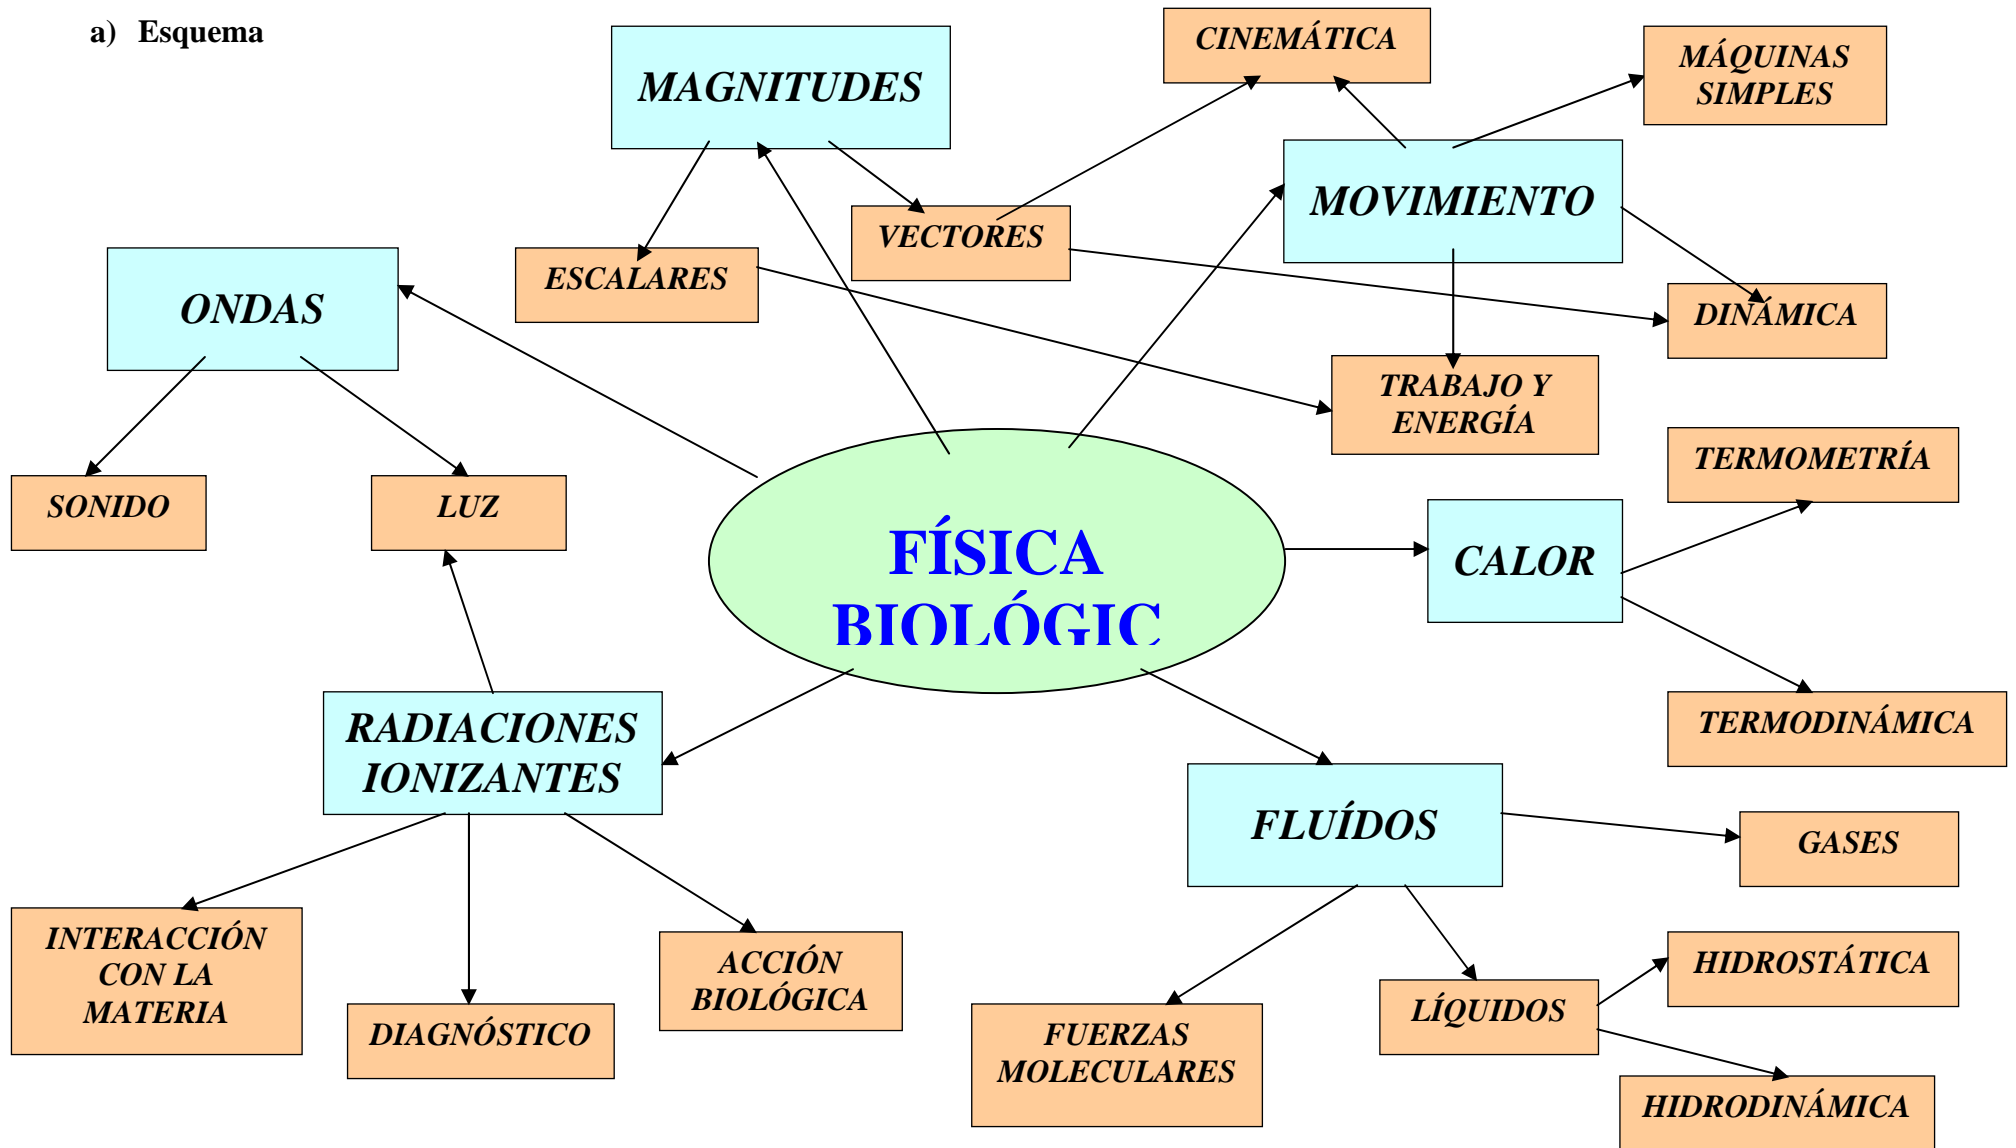 a) Esquema
MAGNITUDES
CINEMÁTICA
MÁQUINAS
SIMPLES
MOVIMIENTO
VECTORES
ESCALARES
ONDAS
DINÁMICA
TRABAJO Y
ENERGÍA
TERMOMETRÍA
SONIDO
LUZ
FÍSICA
BIOLÓGIC
CALOR
TERMODINÁMICA
RADIACIONES
IONIZANTES
FLUÍDOS
GASES
INTERACCIÓN
CON LA
MATERIA
DIAGNÓSTICO
ACCIÓN
BIOLÓGICA
FUERZAS
MOLECULARES
LÍQUIDOS
HIDROSTÁTICA
HIDRODINÁMICA